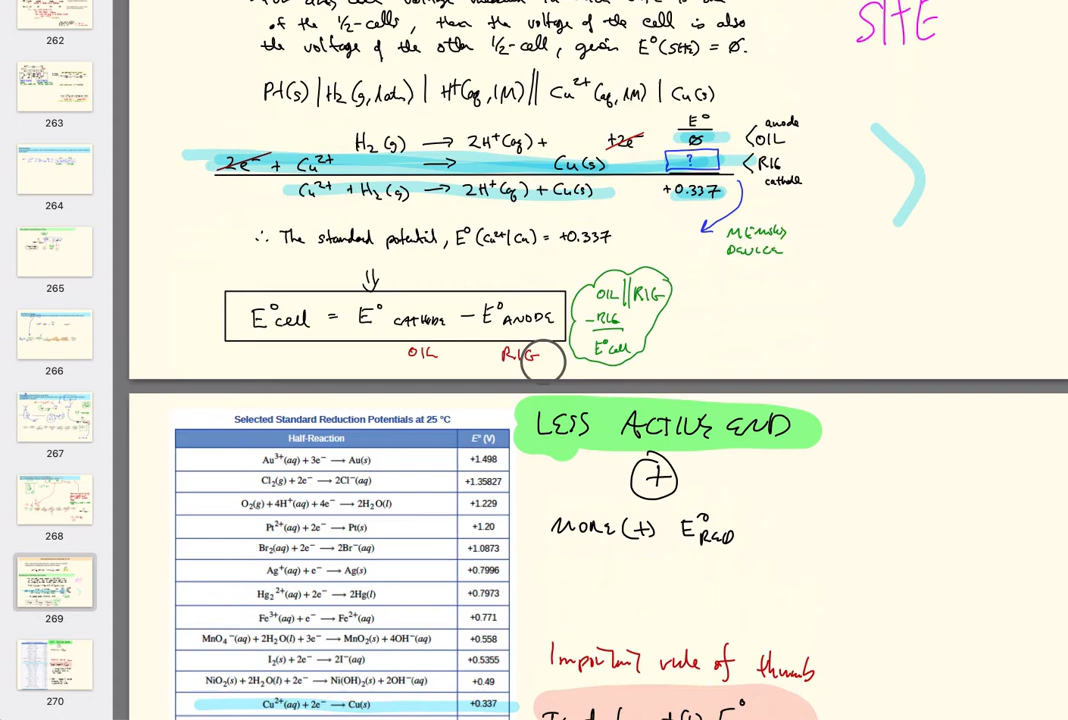 of the 1/2-cells, then the voltage of the cell is also
the voltage of the other 1/2-cell, given E°(SHE) = 0.
SHE
Pt(s) | H₂(g, 1atm) | H⁺(aq, 1M) || Cu²⁺(aq, 1M) | Cu(s)
E°
H₂(g) → 2H⁺(aq) + +2e⁻ 0 < OIL anode
2e⁻ + Cu²⁺ → Cu(s) ? < RIG cathode
Cu²⁺ + H₂(g) → 2H⁺(aq) + Cu(s) +0.337
∴ The standard potential, E°(Cu²⁺|Cu) = +0.337
DEVICE
⇓
E°cell = E° CATHODE – E° ANODE
OIL RIG
OIL || RIG
–RIG
E°cell
262
263
264
265
266
267
268
269
270
Selected Standard Reduction Potentials at 25 °C
Half-Reaction E° (V)
Au³⁺(aq) + 3e⁻ ⟶ Au(s) +1.498
Cl₂(g) + 2e⁻ ⟶ 2Cl⁻(aq) +1.35827
O₂(g) + 4H⁺(aq) + 4e⁻ ⟶ 2H₂O(l) +1.229
Pt²⁺(aq) + 2e⁻ ⟶ Pt(s) +1.20
Br₂(aq) + 2e⁻ ⟶ 2Br⁻(aq) +1.0873
Ag⁺(aq) + e⁻ ⟶ Ag(s) +0.7996
Hg₂²⁺(aq) + 2e⁻ ⟶ 2Hg(l) +0.7973
Fe³⁺(aq) + e⁻ ⟶ Fe²⁺(aq) +0.771
MnO₄⁻(aq) + 2H₂O(l) + 3e⁻ ⟶ MnO₂(s) + 4OH⁻(aq) +0.558
I₂(s) + 2e⁻ ⟶ 2I⁻(aq) +0.5355
NiO₂(s) + 2H₂O(l) + 2e⁻ ⟶ Ni(OH)₂(s) + 2OH⁻(aq) +0.49
Cu²⁺(aq) + 2e⁻ ⟶ Cu(s) +0.337
LESS ACTIVE END
+
MORE (+) E°RED
Important rule of thumb